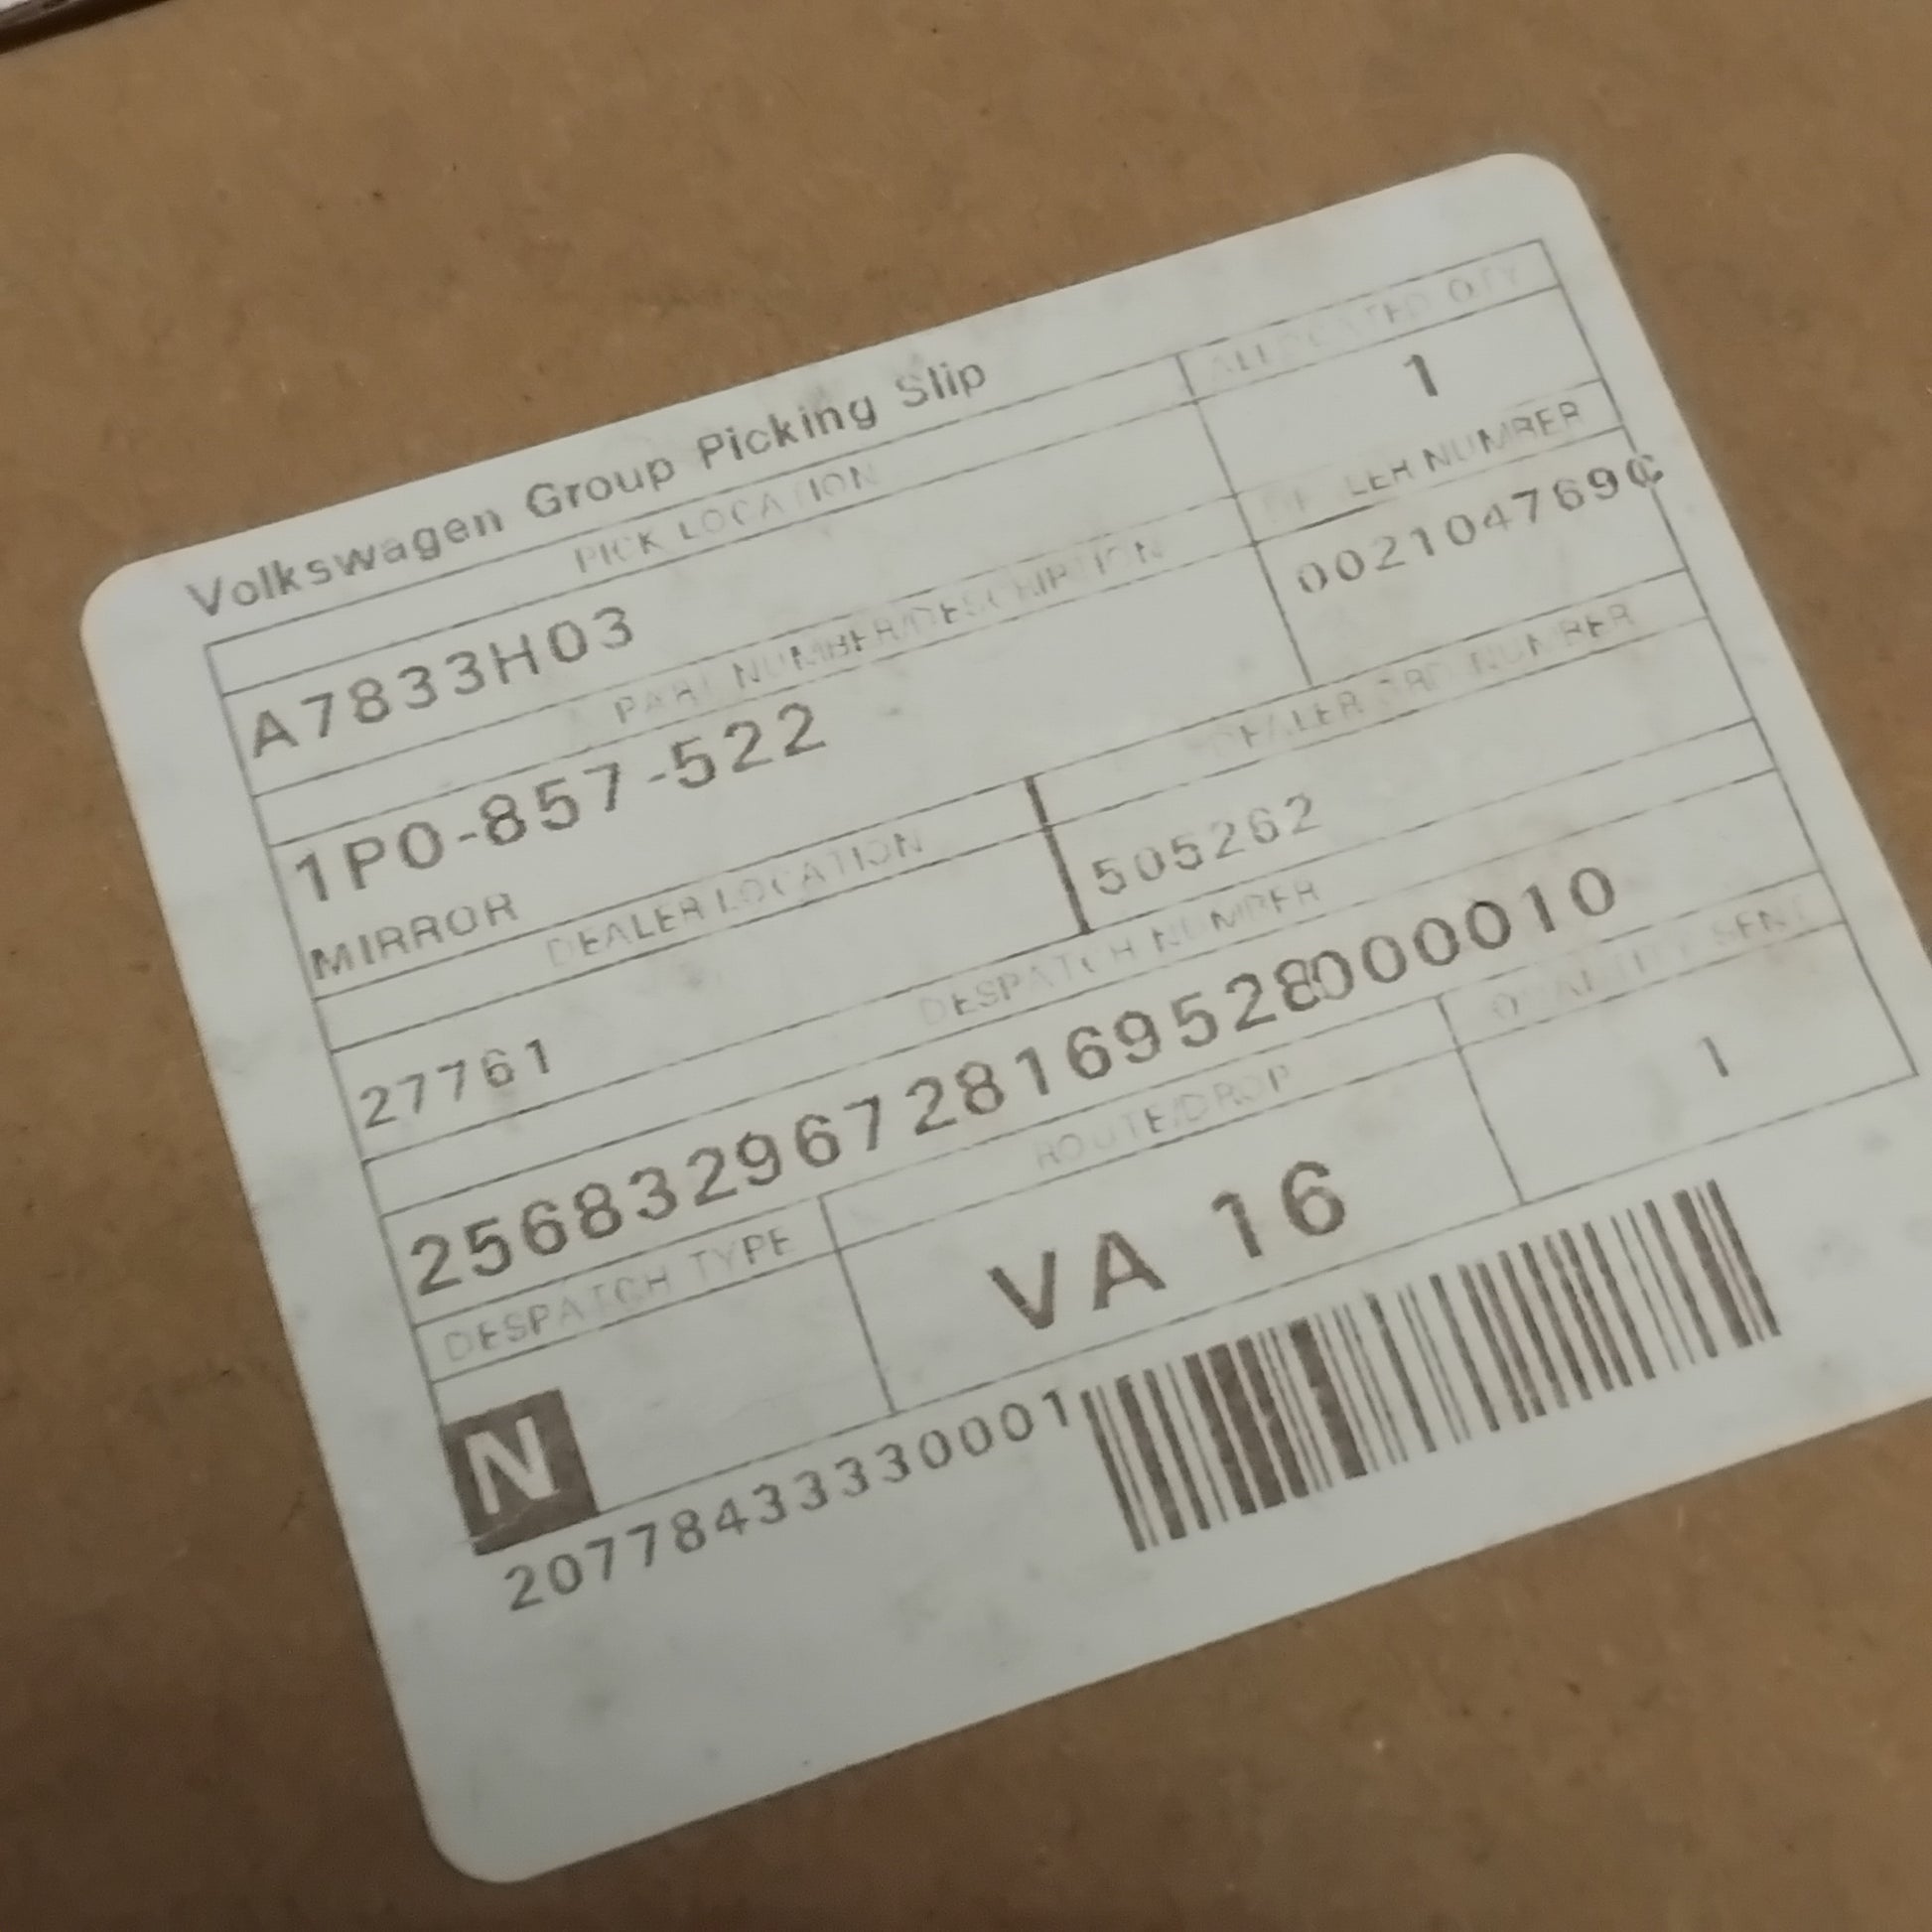 Volkswagen Group Picking Slip
PICK LOCATION
ALLOCATED QTY
A7833H03
1
PART NUMBER/DESCRIPTION
DEALER NUMBER
1P0-857-522
MIRROR
DEALER LOCATION
DEALER ORD NUMBER
27761
505262
DESPATCH NUMBER
256832967281695280000010
DESPATCH TYPE
ROUTE/DROP
QUANTITY SENT
N
VA 16
1
20778433330001